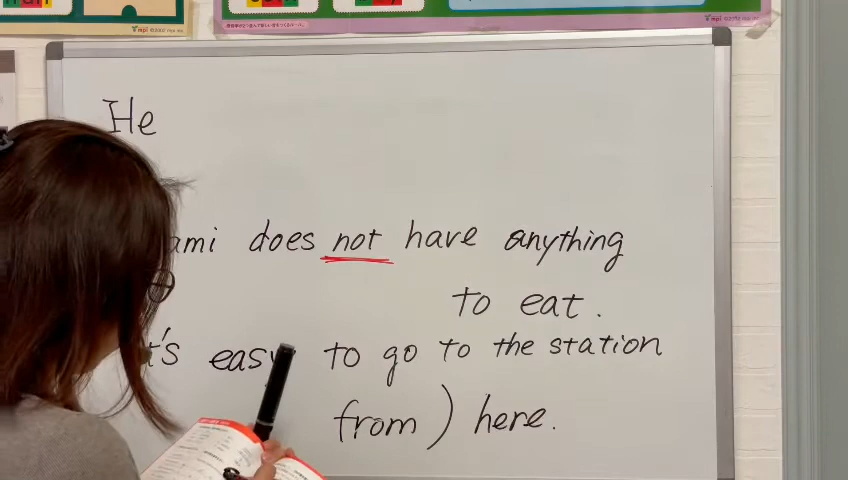 He
ami does not have anything
to eat.
t's easy to go to the station
from ) here.